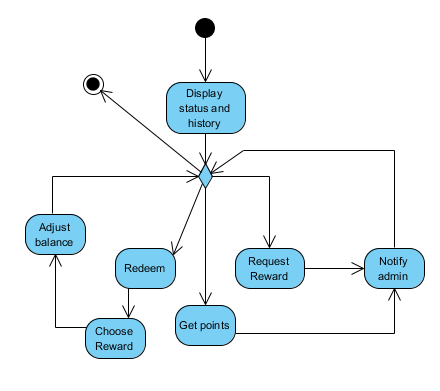 Display
status and
history
Adjust
balance
Redeem
Request
Reward
Notify
admin
Choose
Reward
Get points